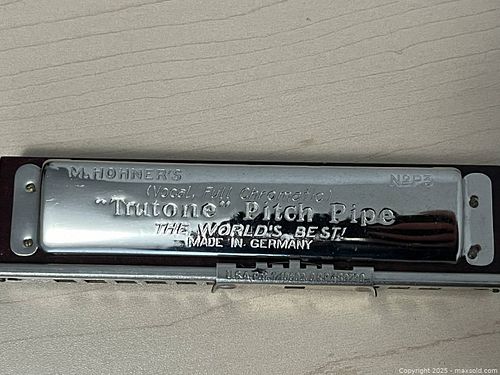 M. HOHNER'S
NO P3
(Vocal, Full Chromatic)
"Trutone" Pitch Pipe
THE WORLD'S BEST!
MADE IN GERMANY
Copyright 2025 - maxsold.com